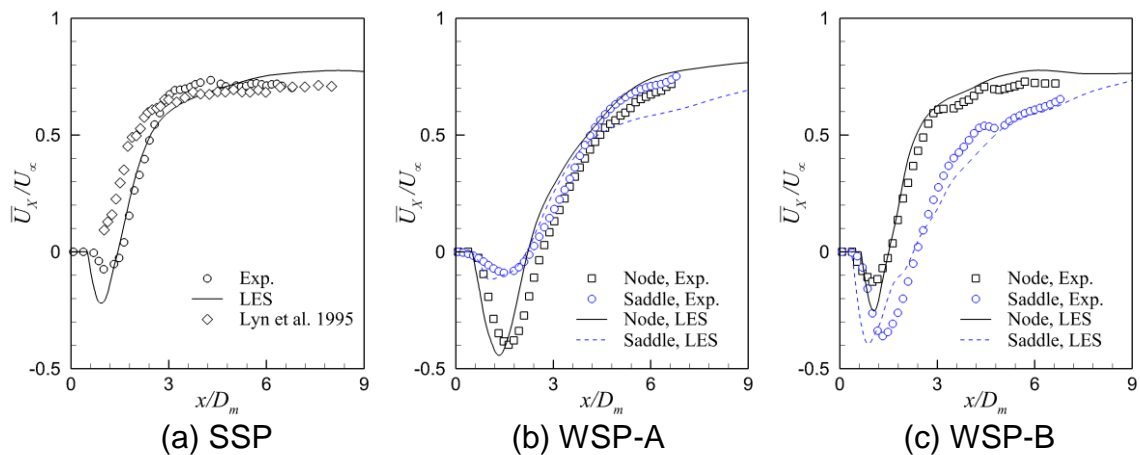 1
0.5
0
-0.5
U̅_X/U_∞
Exp.
LES
Lyn et al. 1995
0 3 6 9
x/D_m
(a) SSP
1
0.5
0
-0.5
U̅_X/U_∞
Node, Exp.
Saddle, Exp.
Node, LES
Saddle, LES
0 3 6 9
x/D_m
(b) WSP-A
1
0.5
0
-0.5
U̅_X/U_∞
Node, Exp.
Saddle, Exp.
Node, LES
Saddle, LES
0 3 6 9
x/D_m
(c) WSP-B